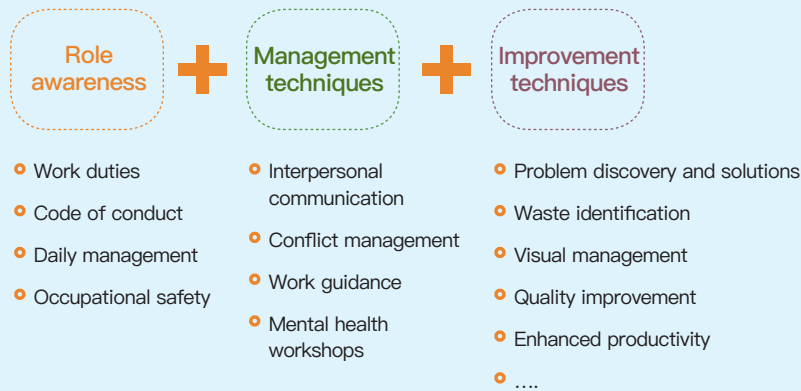 Role
awareness
Management
techniques
Improvement
techniques
Work duties
Code of conduct
Daily management
Occupational safety
Interpersonal
communication
Conflict management
Work guidance
Mental health
workshops
Problem discovery and solutions
Waste identification
Visual management
Quality improvement
Enhanced productivity
....